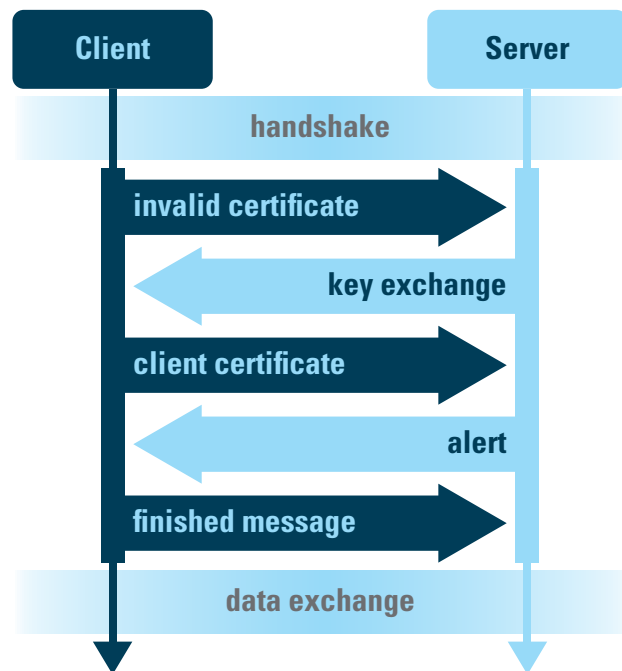 Client
Server
handshake
invalid certificate
key exchange
client certificate
alert
finished message
data exchange